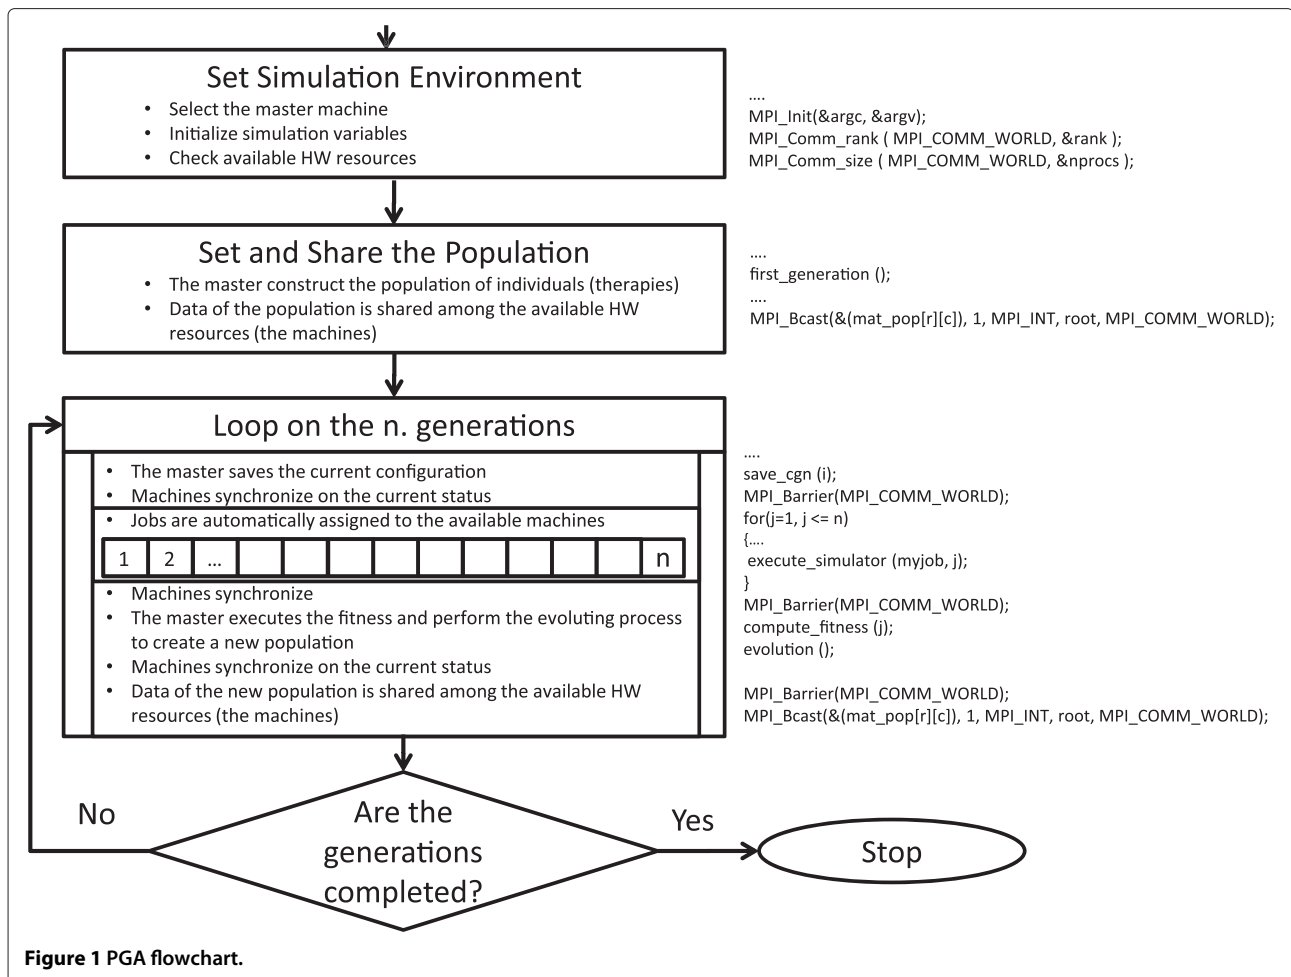 Set Simulation Environment
• Select the master machine
• Initialize simulation variables
• Check available HW resources
....
MPI_Init(&argc, &argv);
MPI_Comm_rank ( MPI_COMM_WORLD, &rank );
MPI_Comm_size ( MPI_COMM_WORLD, &nprocs );
Set and Share the Population
• The master construct the population of individuals (therapies)
• Data of the population is shared among the available HW
resources (the machines)
....
first_generation ();
....
MPI_Bcast(&(mat_pop[r][c]), 1, MPI_INT, root, MPI_COMM_WORLD);
Loop on the n. generations
• The master saves the current configuration
• Machines synchronize on the current status
• Jobs are automatically assigned to the available machines
1 2 ... n
• Machines synchronize
• The master executes the fitness and perform the evoluting process
to create a new population
• Machines synchronize on the current status
• Data of the new population is shared among the available HW
resources (the machines)
....
save_cgn (i);
MPI_Barrier(MPI_COMM_WORLD);
for(j=1, j <= n)
{....
execute_simulator (myjob, j);
}
MPI_Barrier(MPI_COMM_WORLD);
compute_fitness (j);
evolution ();
MPI_Barrier(MPI_COMM_WORLD);
MPI_Bcast(&(mat_pop[r][c]), 1, MPI_INT, root, MPI_COMM_WORLD);
No
Are the
generations
completed?
Yes
Stop
Figure 1 PGA flowchart.